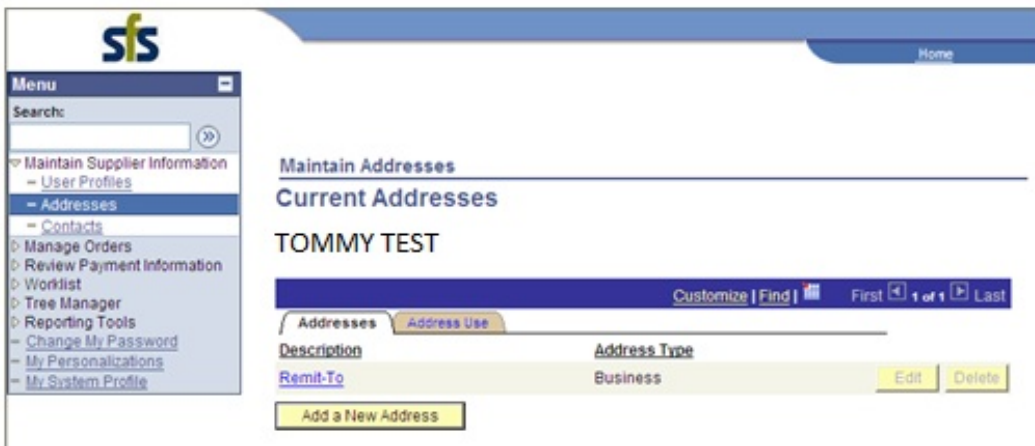 sfs
Home
Menu
Search:
Maintain Supplier Information
User Profiles
Addresses
Contacts
Manage Orders
Review Payment Information
Worklist
Tree Manager
Reporting Tools
Change My Password
My Personalizations
My System Profile
Maintain Addresses
Current Addresses
TOMMY TEST
Customize | Find | First 1 of 1 Last
Addresses Address Use
Description Address Type
Remit-To Business Edit Delete
Add a New Address